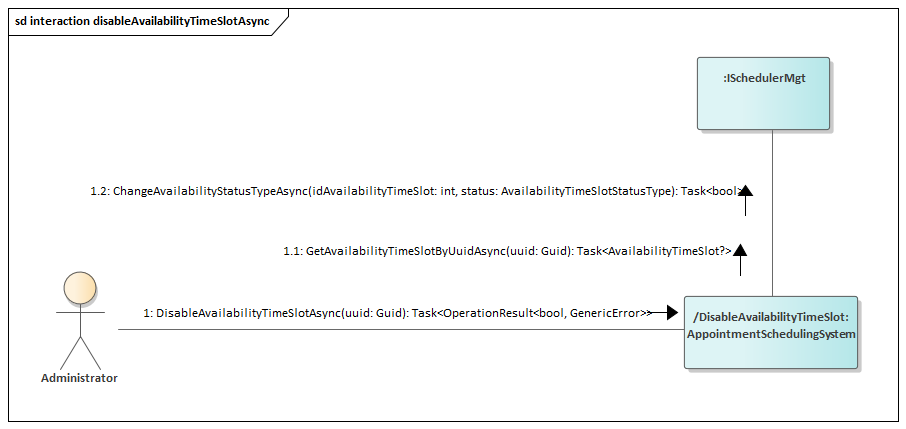 sd interaction disableAvailabilityTimeSlotAsync
:ISchedulerMgt
1.2: ChangeAvailabilityStatusTypeAsync(idAvailabilityTimeSlot: int, status: AvailabilityTimeSlotStatusType): Task<bool>
1.1: GetAvailabilityTimeSlotByUuidAsync(uuid: Guid): Task<AvailabilityTimeSlot?>
1: DisableAvailabilityTimeSlotAsync(uuid: Guid): Task<OperationResult<bool, GenericError>>
/DisableAvailabilityTimeSlot:
AppointmentSchedulingSystem
Administrator